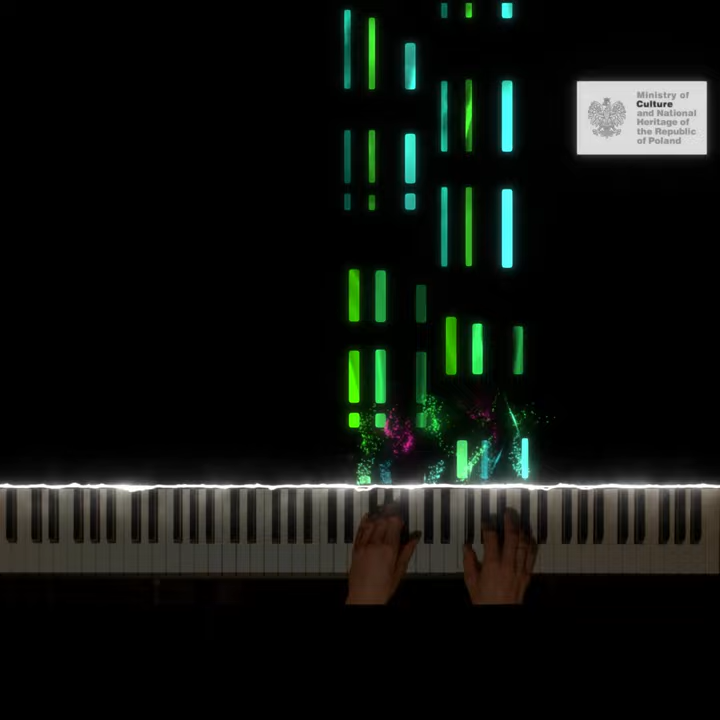 Ministry of
Culture
and National
Heritage of
the Republic
of Poland